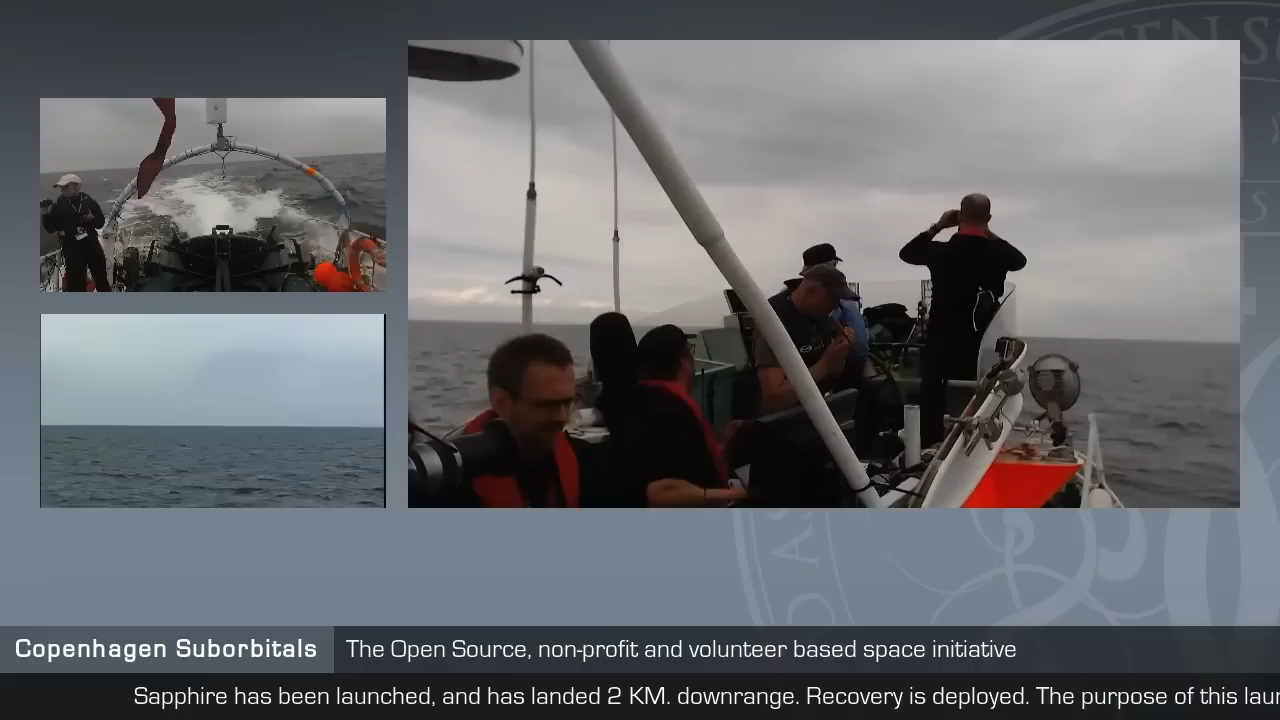 Copenhagen Suborbitals
The Open Source, non-profit and volunteer based space initiative
Sapphire has been launched, and has landed 2 KM. downrange. Recovery is deployed. The purpose of this